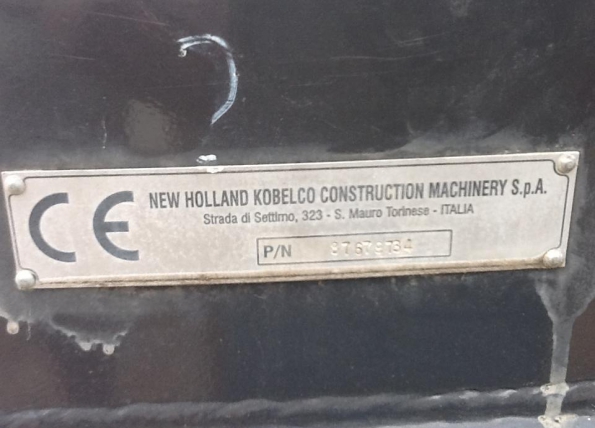 CE
NEW HOLLAND KOBELCO CONSTRUCTION MACHINERY S.p.A.
Strada di Settimo, 323 - S. Mauro Torinese - ITALIA
P/N